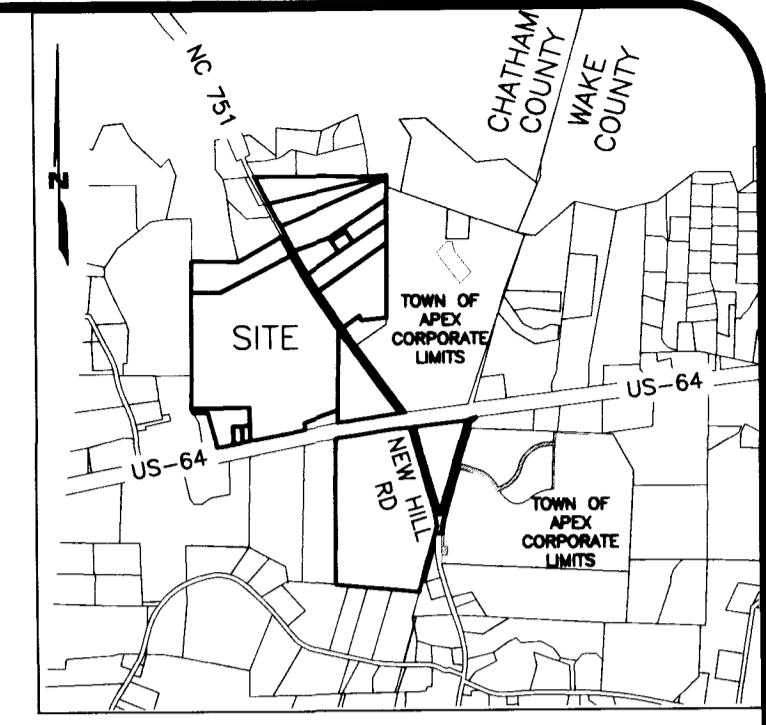 NC 751
CHATHAM
COUNTY
WAKE
COUNTY
N
TOWN OF
APEX
CORPORATE
LIMITS
SITE
US-64
US-64
NEW HILL
RD
TOWN OF
APEX
CORPORATE
LIMITS